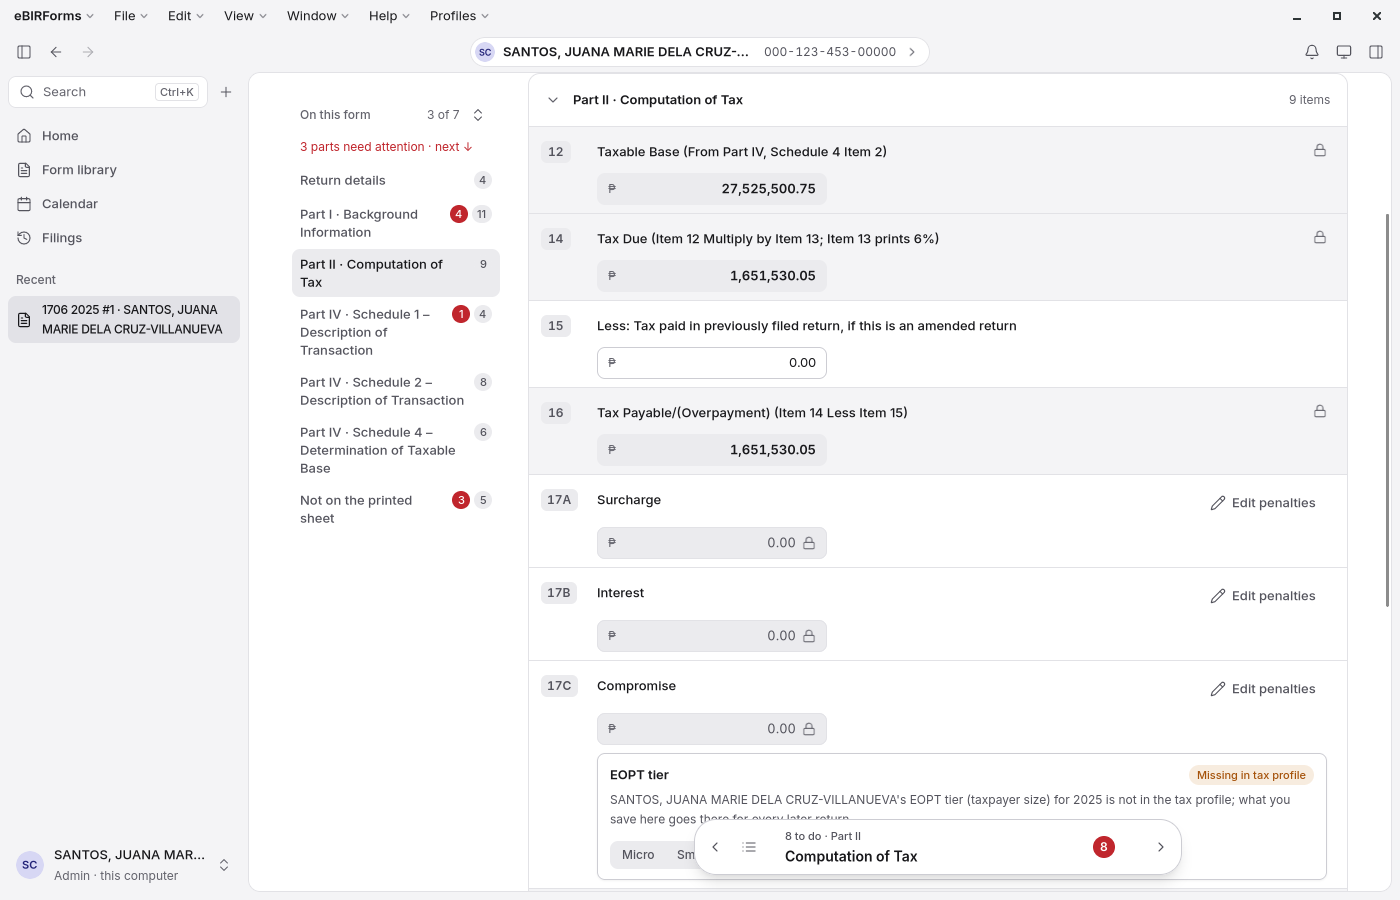 eBIRForms File Edit View Window Help Profiles
SC SANTOS, JUANA MARIE DELA CRUZ-... 000-123-453-00000
Search Ctrl+K
Home
Form library
Calendar
Filings
Recent
1706 2025 #1 · SANTOS, JUANA
MARIE DELA CRUZ-VILLANUEVA
SC SANTOS, JUANA MAR...
Admin · this computer
On this form 3 of 7
3 parts need attention · next ↓
Return details 4
Part I · Background 4 11
Information
Part II · Computation of 9
Tax
Part IV · Schedule 1 – 1 4
Description of
Transaction
Part IV · Schedule 2 – 8
Description of Transaction
Part IV · Schedule 4 – 6
Determination of Taxable
Base
Not on the printed 3 5
sheet
Part II · Computation of Tax 9 items
12 Taxable Base (From Part IV, Schedule 4 Item 2)
₱ 27,525,500.75
14 Tax Due (Item 12 Multiply by Item 13; Item 13 prints 6%)
₱ 1,651,530.05
15 Less: Tax paid in previously filed return, if this is an amended return
₱ 0.00
16 Tax Payable/(Overpayment) (Item 14 Less Item 15)
₱ 1,651,530.05
17A Surcharge Edit penalties
₱ 0.00
17B Interest Edit penalties
₱ 0.00
17C Compromise Edit penalties
₱ 0.00
EOPT tier Missing in tax profile
SANTOS, JUANA MARIE DELA CRUZ-VILLANUEVA's EOPT tier (taxpayer size) for 2025 is not in the tax profile; what you
save here goes there for every later return.
Micro Sm
8 to do · Part II
Computation of Tax 8